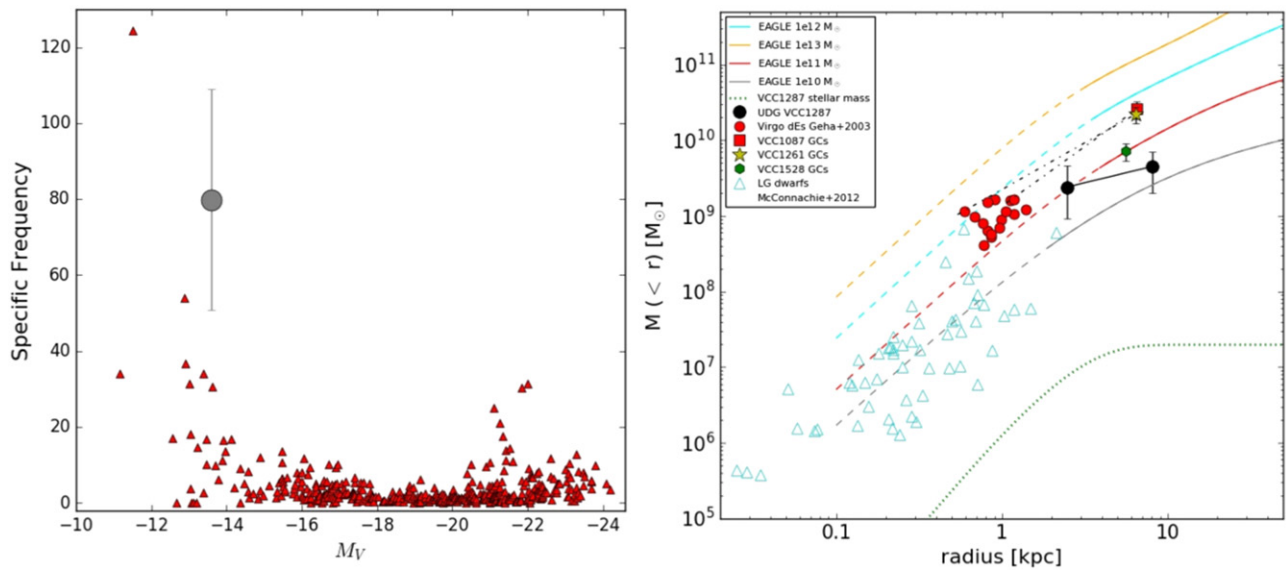 Specific Frequency
120
100
80
60
40
20
0
−10
−12
−14
−16
−18
−20
−22
−24
M_V
M (< r) [M☉]
10^11
10^10
10^9
10^8
10^7
10^6
10^5
EAGLE 1e12 M☉
EAGLE 1e13 M☉
EAGLE 1e11 M☉
EAGLE 1e10 M☉
VCC1287 stellar mass
UDG VCC1287
Virgo dEs Geha+2003
VCC1087 GCs
VCC1261 GCs
VCC1528 GCs
LG dwarfs
McConnachie+2012
0.1
1
10
radius [kpc]